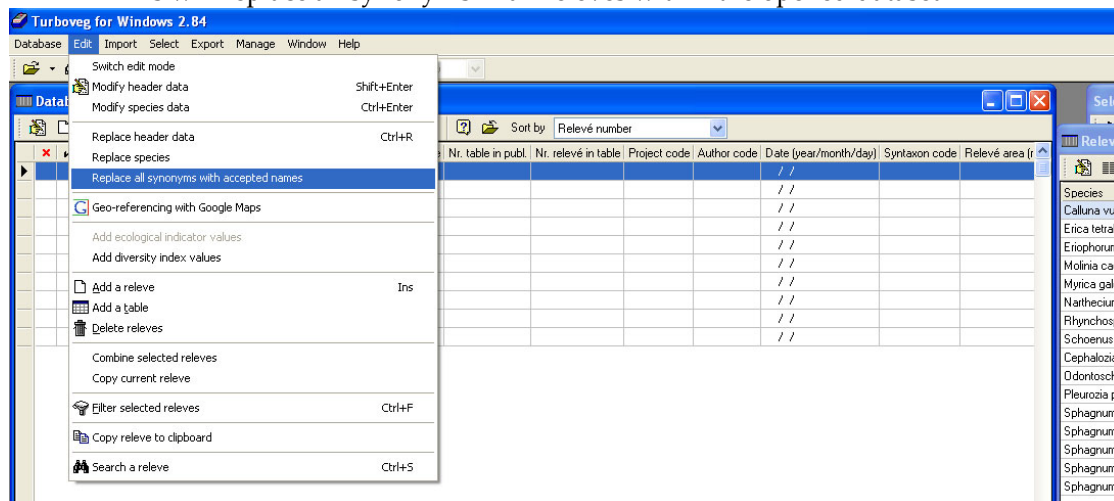 Turboveg for Windows 2.84
Database Edit Import Select Export Manage Window Help
Switch edit mode
Modify header data Shift+Enter
Modify species data Ctrl+Enter
Replace header data Ctrl+R
Replace species
Replace all synonyms with accepted names
Geo-referencing with Google Maps
Add ecological indicator values
Add diversity index values
Add a releve Ins
Add a table
Delete releves
Combine selected releves
Copy current releve
Filter selected releves Ctrl+F
Copy releve to clipboard
Search a releve Ctrl+S
Sort by Relevé number
Nr. table in publ. Nr. relevé in table Project code Author code Date (year/month/day) Syntaxon code Relevé area (
/ /
/ /
/ /
/ /
/ /
/ /
/ /
/ /
/ /
/ /
Species
Calluna vu
Erica tetra
Eriophorum
Molinia ca
Myrica gal
Narthecium
Rhynchos
Schoenus
Cephalozia
Odontosch
Pleurozia p
Sphagnum
Sphagnum
Sphagnum
Sphagnum
Sphagnum